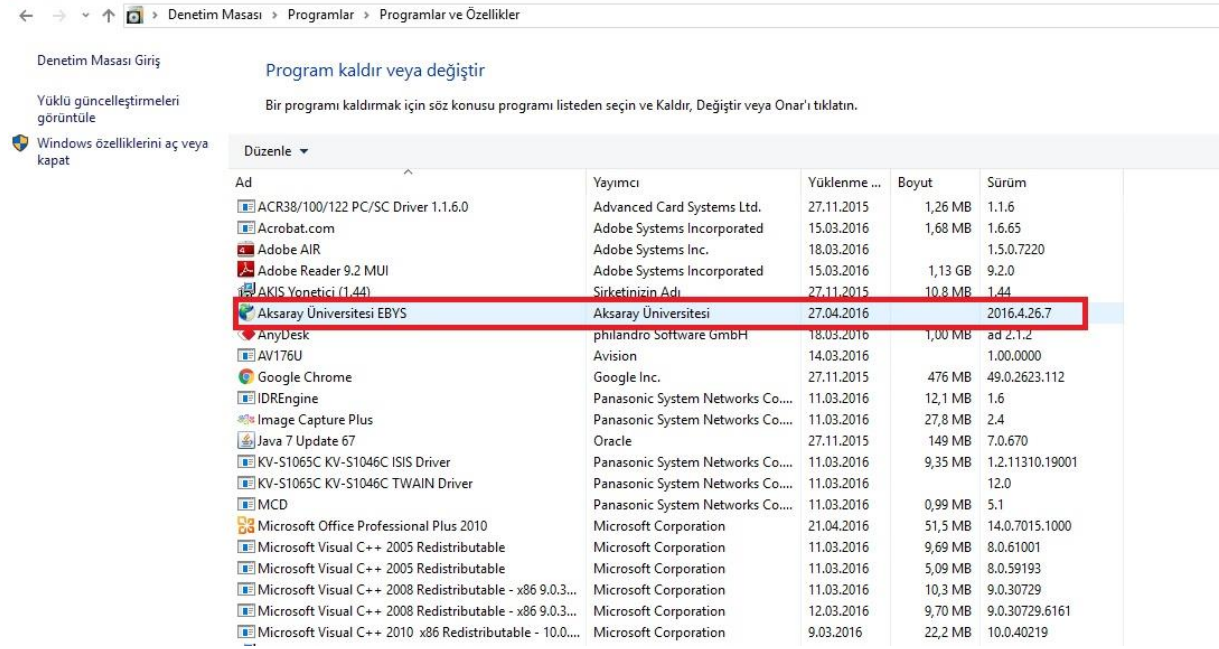 Denetim Masası > Programlar > Programlar ve Özellikler
Denetim Masası Giriş
Yüklü güncelleştirmeleri
görüntüle
Windows özelliklerini aç veya
kapat
Program kaldır veya değiştir
Bir programı kaldırmak için söz konusu programı listeden seçin ve Kaldır, Değiştir veya Onar'ı tıklatın.
Düzenle
Ad Yayımcı Yüklenme ... Boyut Sürüm
ACR38/100/122 PC/SC Driver 1.1.6.0 Advanced Card Systems Ltd. 27.11.2015 1,26 MB 1.1.6
Acrobat.com Adobe Systems Incorporated 15.03.2016 1,68 MB 1.6.65
Adobe AIR Adobe Systems Inc. 18.03.2016 1.5.0.7220
Adobe Reader 9.2 MUI Adobe Systems Incorporated 15.03.2016 1,13 GB 9.2.0
AKIS Yonetici (1.44) Sirketinizin Adı 27.11.2015 10,8 MB 1.44
Aksaray Üniversitesi EBYS Aksaray Üniversitesi 27.04.2016 2016.4.26.7
AnyDesk philandro Software GmbH 18.03.2016 1,00 MB ad 2.1.2
AV176U Avision 14.03.2016 1.00.0000
Google Chrome Google Inc. 27.11.2015 476 MB 49.0.2623.112
IDREngine Panasonic System Networks Co.... 11.03.2016 12,1 MB 1.6
Image Capture Plus Panasonic System Networks Co.... 11.03.2016 27,8 MB 2.4
Java 7 Update 67 Oracle 27.11.2015 149 MB 7.0.670
KV-S1065C KV-S1046C ISIS Driver Panasonic System Networks Co.... 11.03.2016 9,35 MB 1.2.11310.19001
KV-S1065C KV-S1046C TWAIN Driver Panasonic System Networks Co.... 11.03.2016 12.0
MCD Panasonic System Networks Co.... 11.03.2016 0,99 MB 5.1
Microsoft Office Professional Plus 2010 Microsoft Corporation 21.04.2016 51,5 MB 14.0.7015.1000
Microsoft Visual C++ 2005 Redistributable Microsoft Corporation 11.03.2016 9,69 MB 8.0.61001
Microsoft Visual C++ 2005 Redistributable Microsoft Corporation 11.03.2016 5,09 MB 8.0.59193
Microsoft Visual C++ 2008 Redistributable - x86 9.0.3... Microsoft Corporation 11.03.2016 10,3 MB 9.0.30729
Microsoft Visual C++ 2008 Redistributable - x86 9.0.3... Microsoft Corporation 12.03.2016 9,70 MB 9.0.30729.6161
Microsoft Visual C++ 2010 x86 Redistributable - 10.0.... Microsoft Corporation 9.03.2016 22,2 MB 10.0.40219